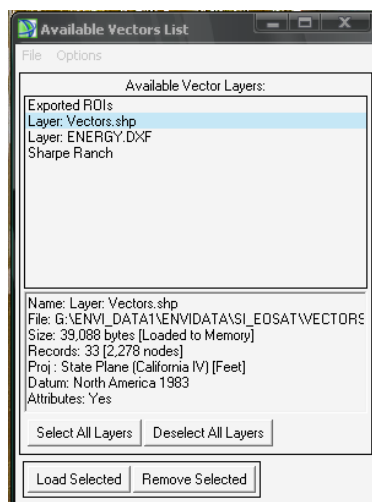 Available Vectors List
File Options
Available Vector Layers:
Exported ROIs
Layer: Vectors.shp
Layer: ENERGY.DXF
Sharpe Ranch
Name: Layer: Vectors.shp
File: G:\ENVI_DATA1\ENVIDATA\SI_EOSAT\VECTORS
Size: 39,088 bytes [Loaded to Memory]
Records: 33 [2,278 nodes]
Proj : State Plane (California IV) [Feet]
Datum: North America 1983
Attributes: Yes
Select All Layers Deselect All Layers
Load Selected Remove Selected